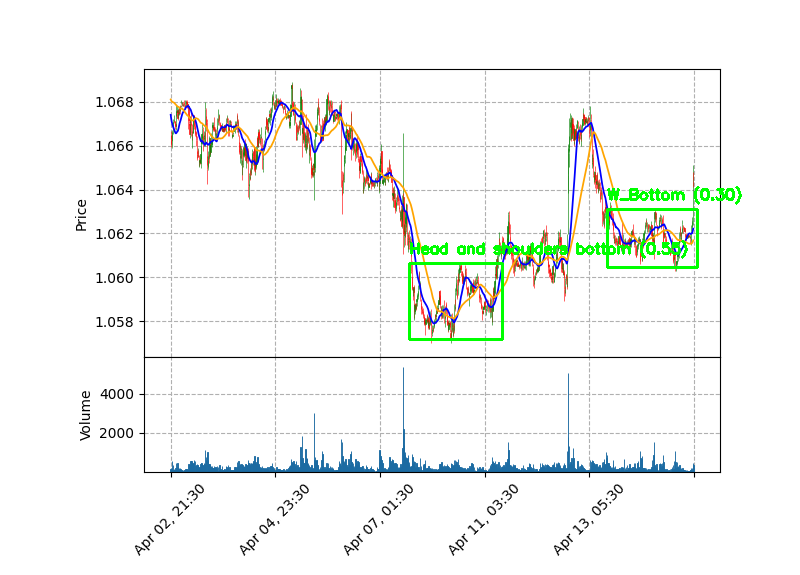 1.068
1.066
1.064
W_Bottom (0.30)
1.062
Head and shoulders bottom (0.55)
1.060
1.058
Price
4000
2000
Volume
Apr 02, 21:30
Apr 04, 23:30
Apr 07, 01:30
Apr 11, 03:30
Apr 13, 05:30